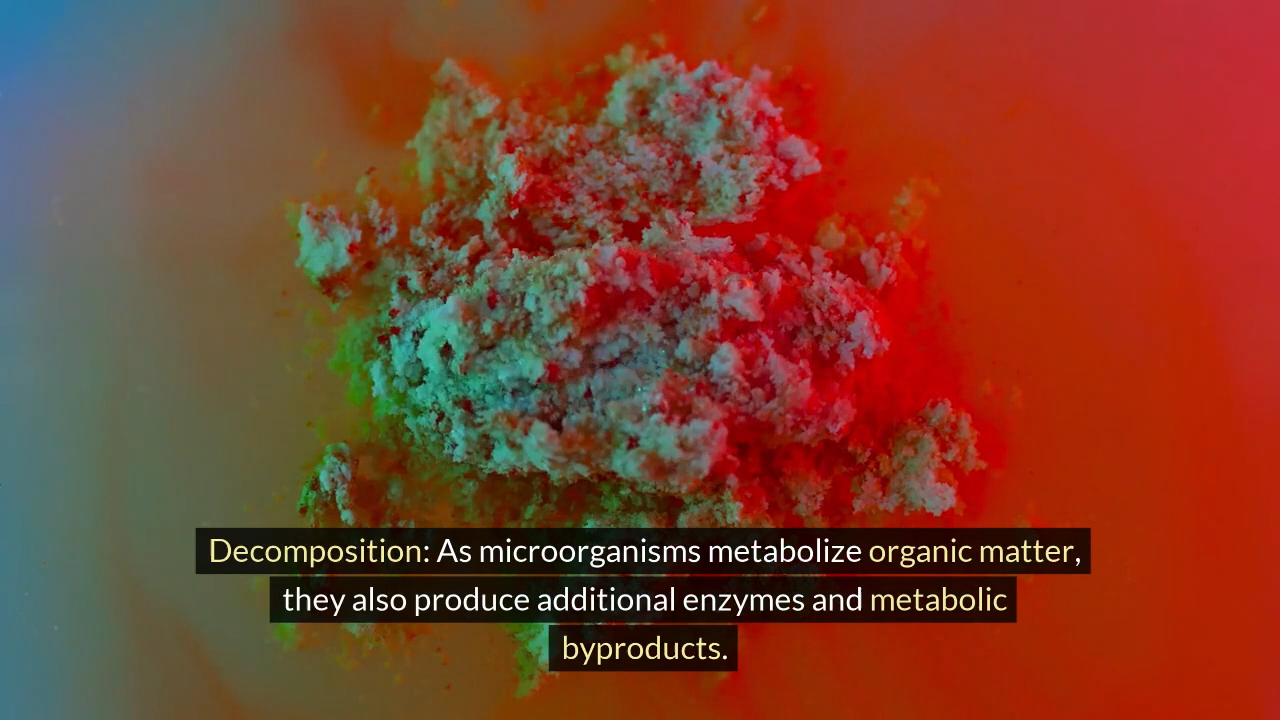 Decomposition: As microorganisms metabolize organic matter,
they also produce additional enzymes and metabolic
byproducts.